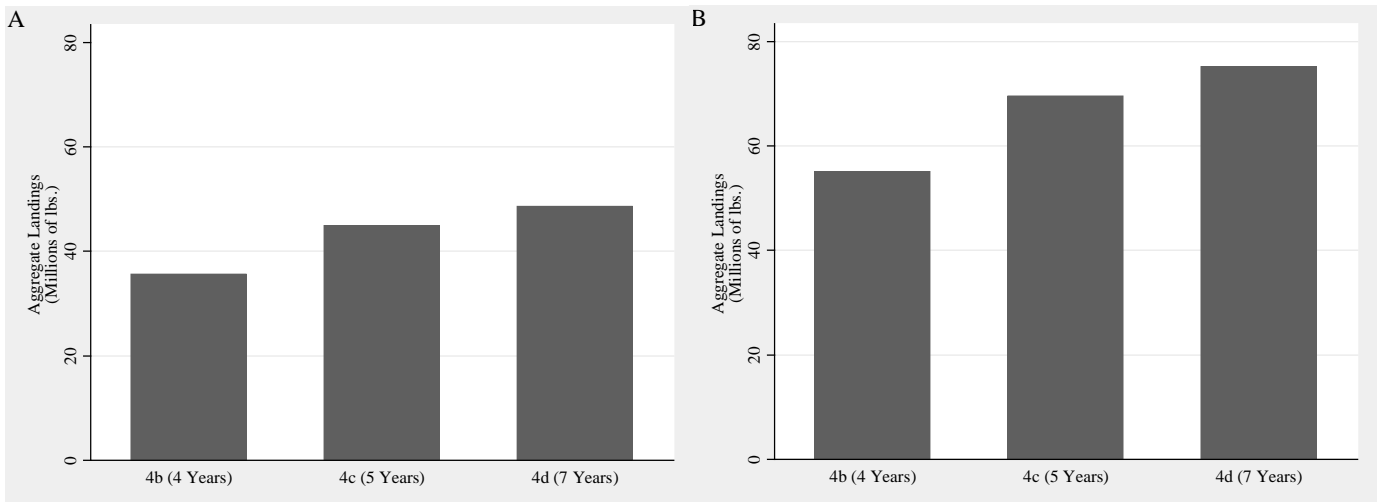 A
Aggregate Landings
(Millions of lbs.)
80
60
40
20
0
4b (4 Years)
4c (5 Years)
4d (7 Years)
B
Aggregate Landings
(Millions of lbs.)
80
60
40
20
0
4b (4 Years)
4c (5 Years)
4d (7 Years)